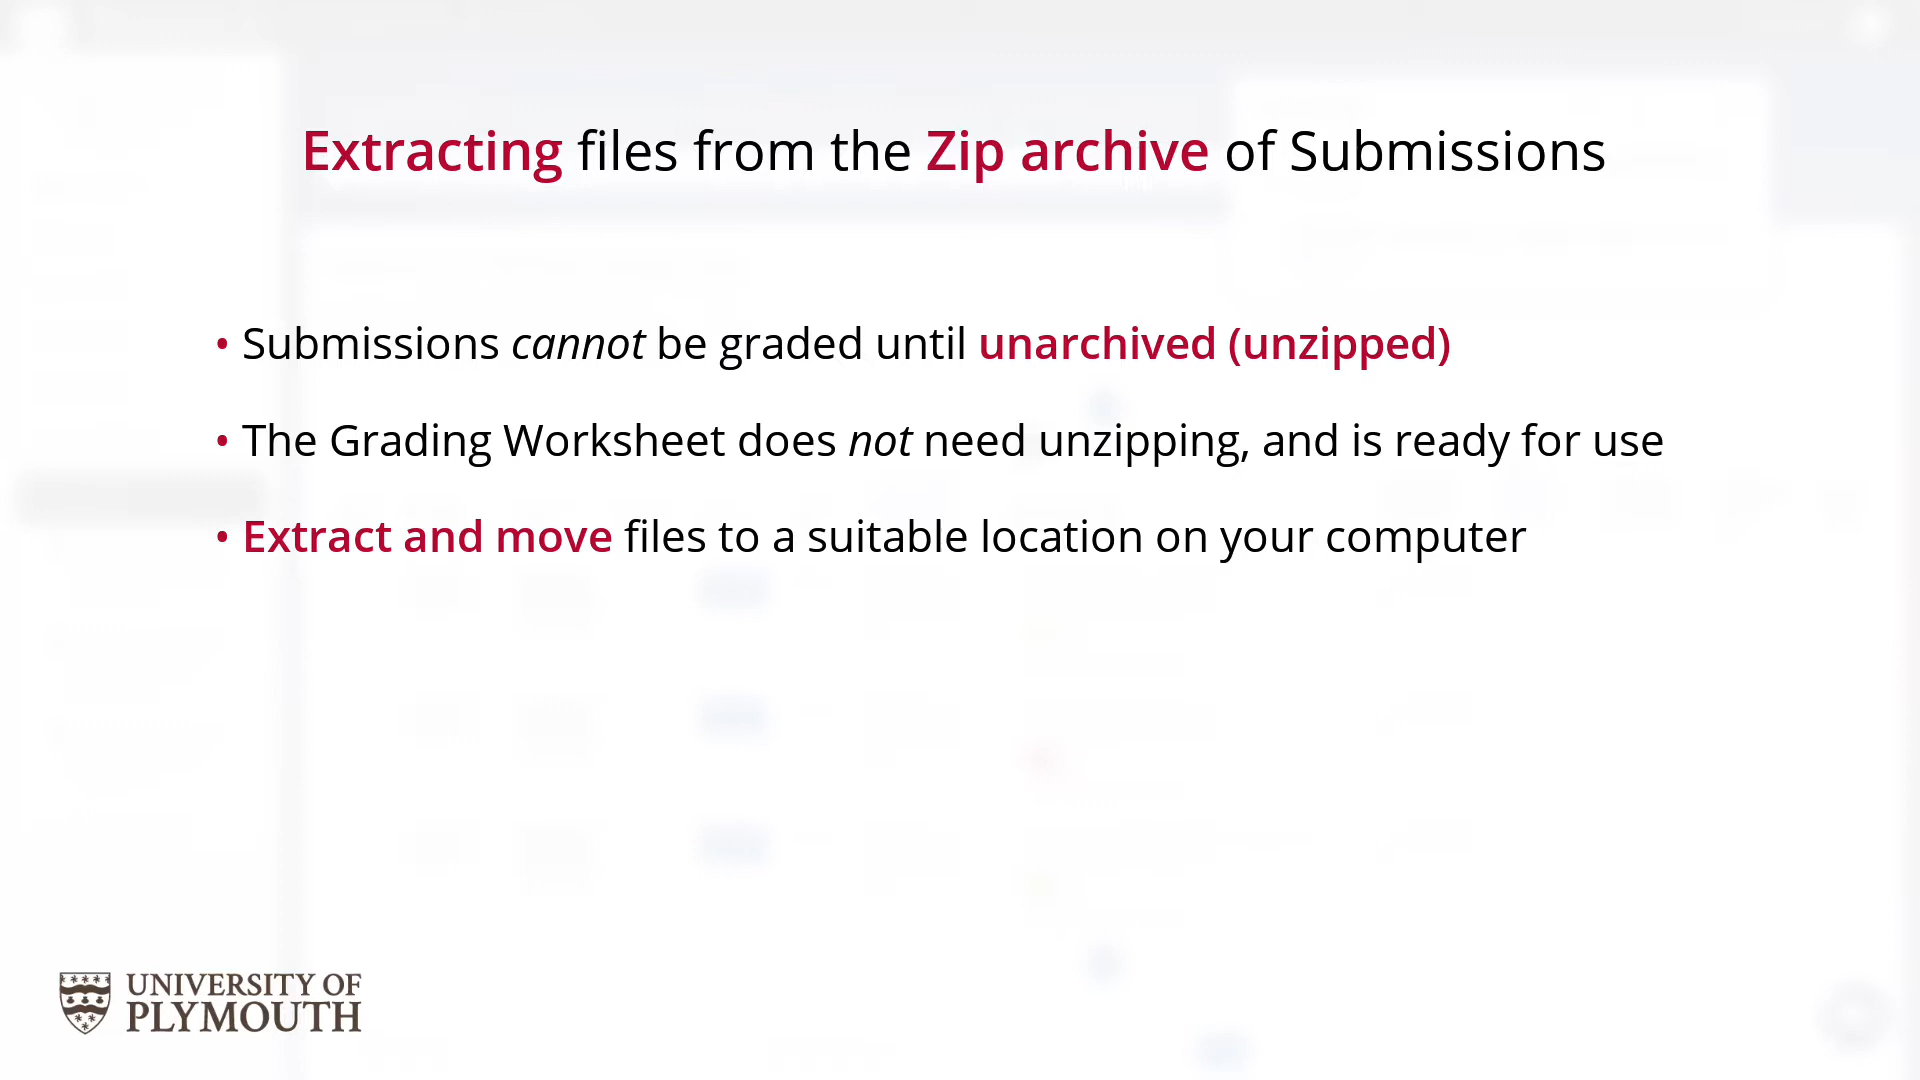 Extracting files from the Zip archive of Submissions
• Submissions cannot be graded until unarchived (unzipped)
• The Grading Worksheet does not need unzipping, and is ready for use
• Extract and move files to a suitable location on your computer
UNIVERSITY OF
PLYMOUTH